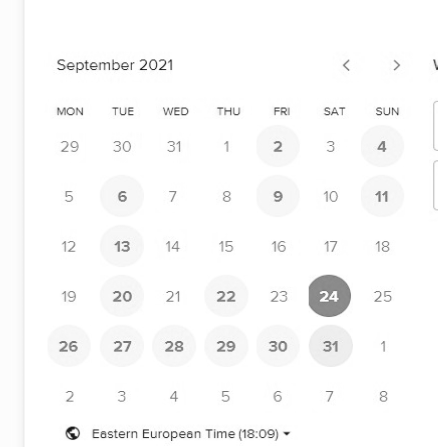 September 2021
MON TUE WED THU FRI SAT SUN
29 30 31 1 2 3 4
5 6 7 8 9 10 11
12 13 14 15 16 17 18
19 20 21 22 23 24 25
26 27 28 29 30 31 1
2 3 4 5 6 7 8
Eastern European Time (18:09)